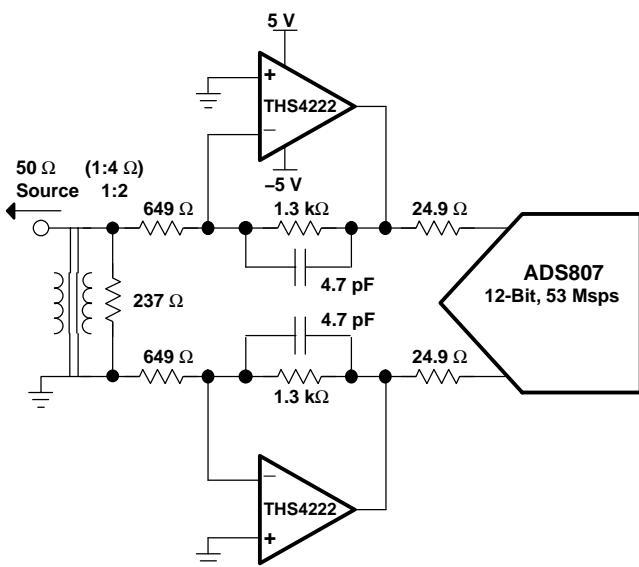 5 V
+
THS4222
–
–5 V
50 Ω
Source
(1:4 Ω)
1:2
649 Ω
1.3 kΩ
24.9 Ω
4.7 pF
237 Ω
ADS807
12-Bit, 53 Msps
4.7 pF
649 Ω
1.3 kΩ
24.9 Ω
–
THS4222
+